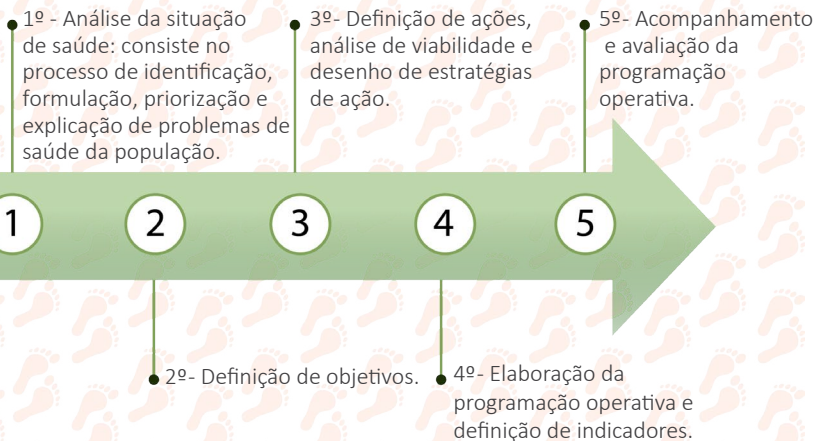 1º - Análise da situação
de saúde: consiste no
processo de identificação,
formulação, priorização e
explicação de problemas de
saúde da população.
3º- Definição de ações,
análise de viabilidade e
desenho de estratégias
de ação.
5º- Acompanhamento
e avaliação da
programação
operativa.
1
2
3
4
5
2º- Definição de objetivos.
4º- Elaboração da
programação operativa e
definição de indicadores.